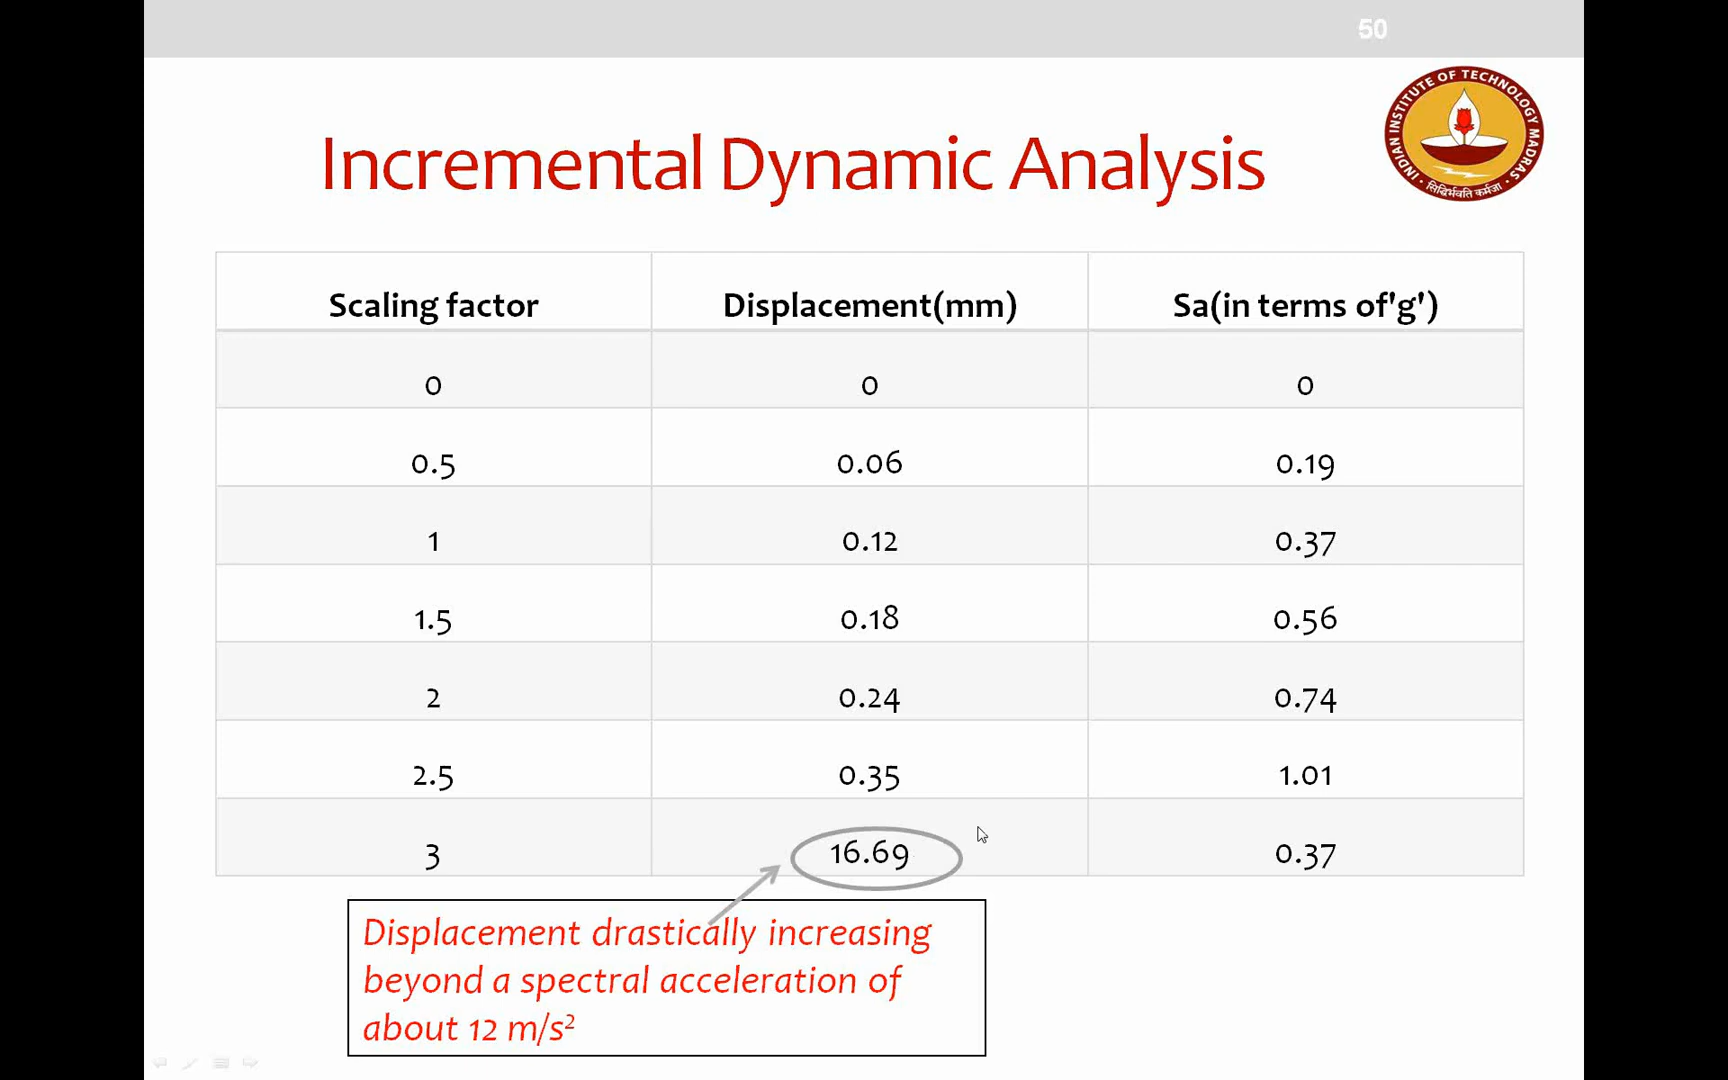 50
INDIAN INSTITUTE OF TECHNOLOGY MADRAS
सिद्धिर्भवति कर्मजा
Incremental Dynamic Analysis
Scaling factor Displacement(mm) Sa(in terms of'g')
0 0 0
0.5 0.06 0.19
1 0.12 0.37
1.5 0.18 0.56
2 0.24 0.74
2.5 0.35 1.01
3 16.69 0.37
Displacement drastically increasing
beyond a spectral acceleration of
about 12 m/s²